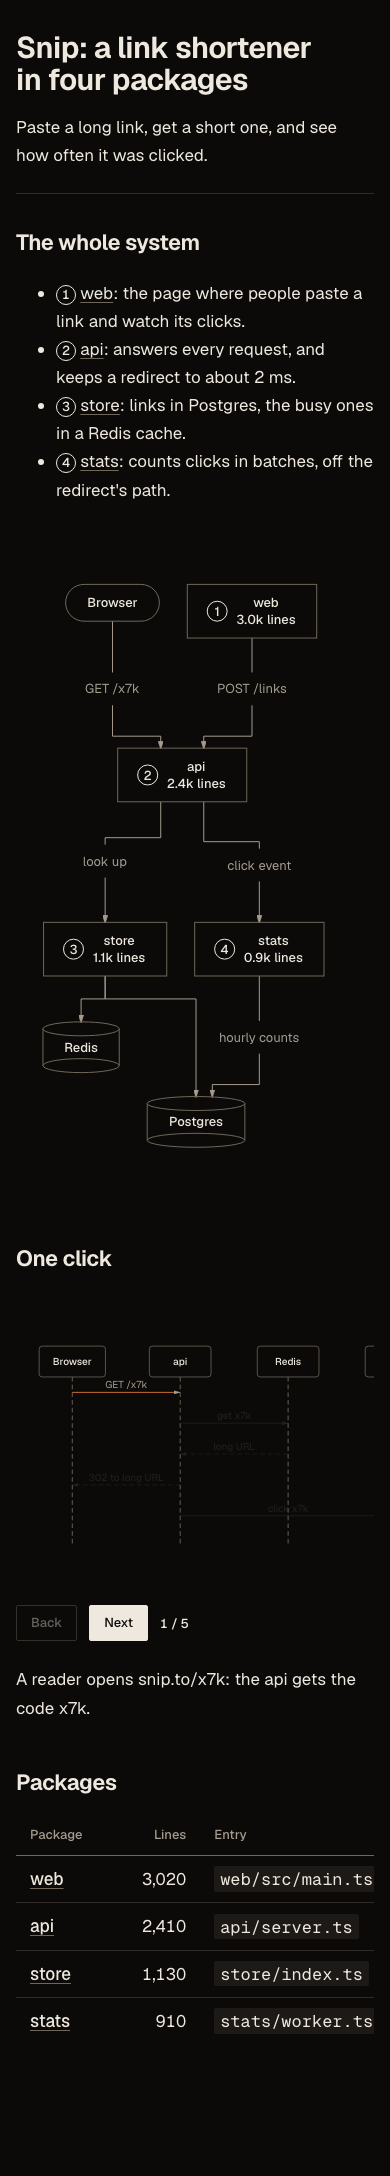 Snip: a link shortener
in four packages
Paste a long link, get a short one, and see
how often it was clicked.
The whole system
1 web: the page where people paste a
link and watch its clicks.
2 api: answers every request, and
keeps a redirect to about 2 ms.
3 store: links in Postgres, the busy ones
in a Redis cache.
4 stats: counts clicks in batches, off the
redirect's path.
Browser
1 web
3.0k lines
GET /x7k
POST /links
2 api
2.4k lines
look up
click event
3 store
1.1k lines
4 stats
0.9k lines
Redis
hourly counts
Postgres
One click
Browser api Redis
GET /x7k
get x7k
long URL
302 to long URL
click x7k
Back Next 1 / 5
A reader opens snip.to/x7k: the api gets the
code x7k.
Packages
Package Lines Entry
web 3,020 web/src/main.ts
api 2,410 api/server.ts
store 1,130 store/index.ts
stats 910 stats/worker.ts